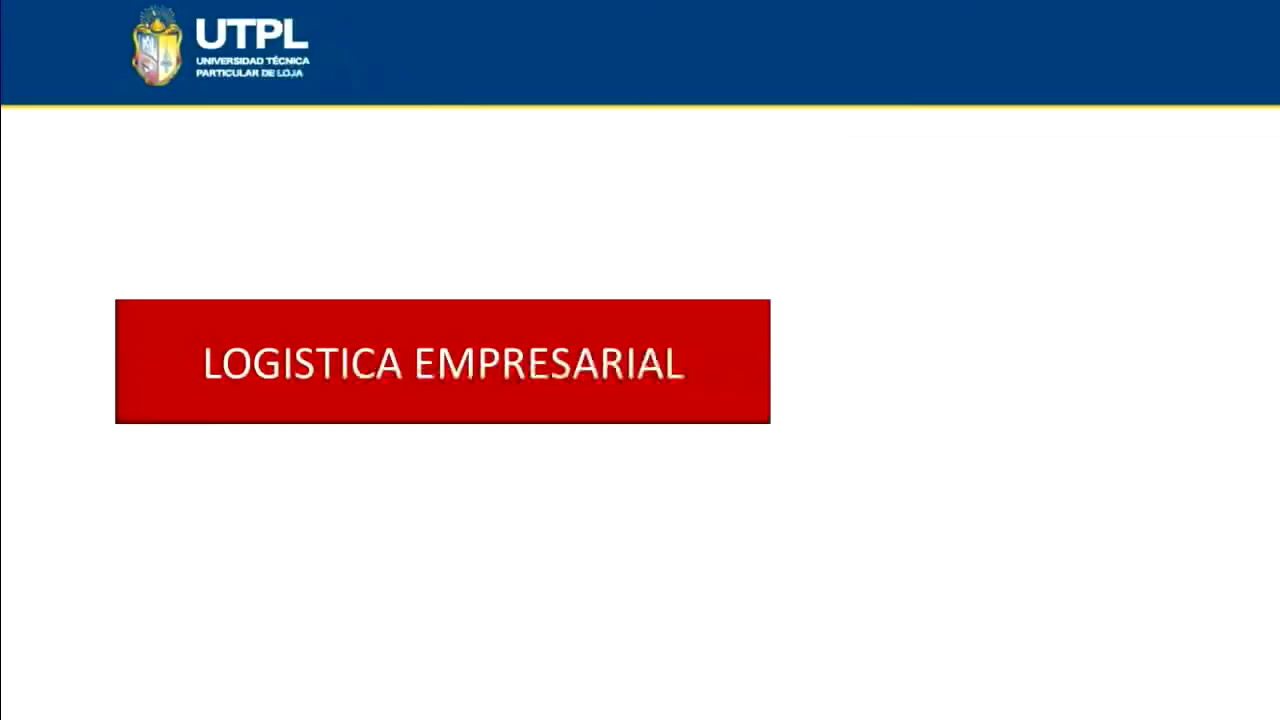 UTPL
UNIVERSIDAD TÉCNICA
PARTICULAR DE LOJA
LOGISTICA EMPRESARIAL